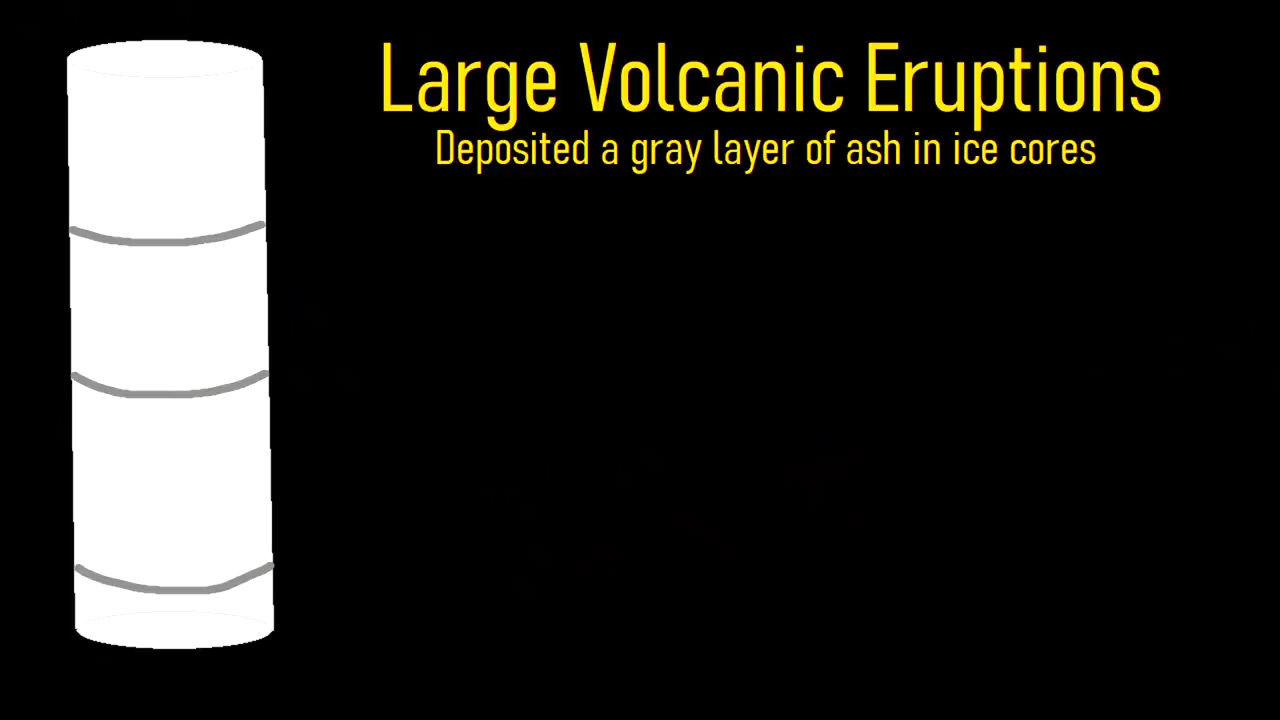 Large Volcanic Eruptions
Deposited a gray layer of ash in ice cores